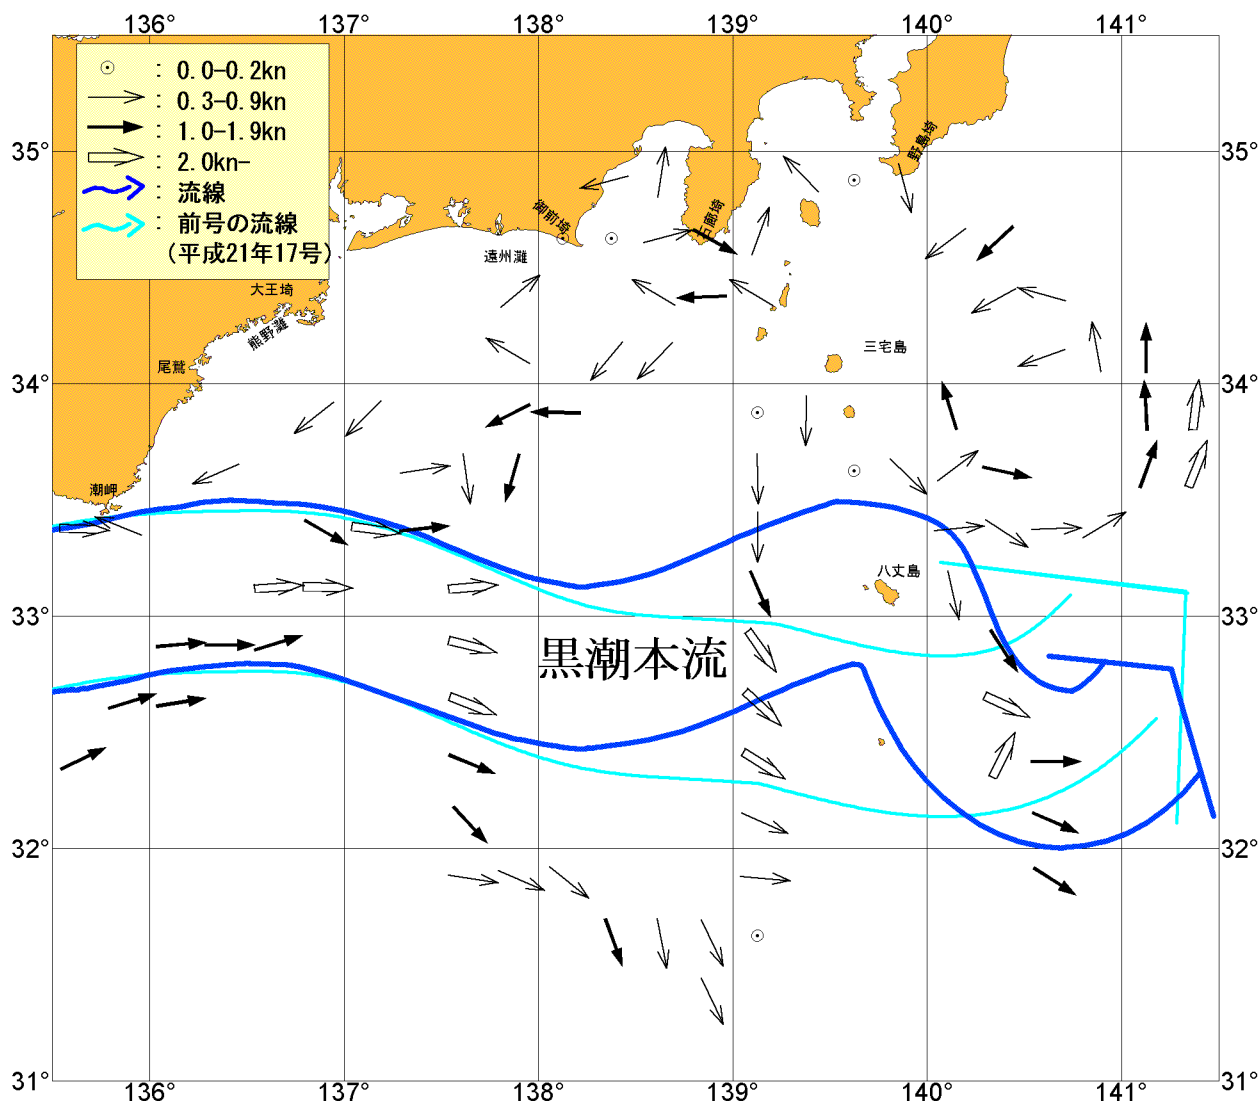 136° 137° 138° 139° 140° 141°
: 0.0-0.2kn
: 0.3-0.9kn
: 1.0-1.9kn
: 2.0kn-
: 流線
: 前号の流線
(平成21年17号)
35° 35°
野島埼
石廊埼
御前埼
遠州灘
大王埼
熊野灘
三宅島
尾鷲
34° 34°
潮岬
八丈島
33° 33°
黒潮本流
32° 32°
31° 31°
136° 137° 138° 139° 140° 141°